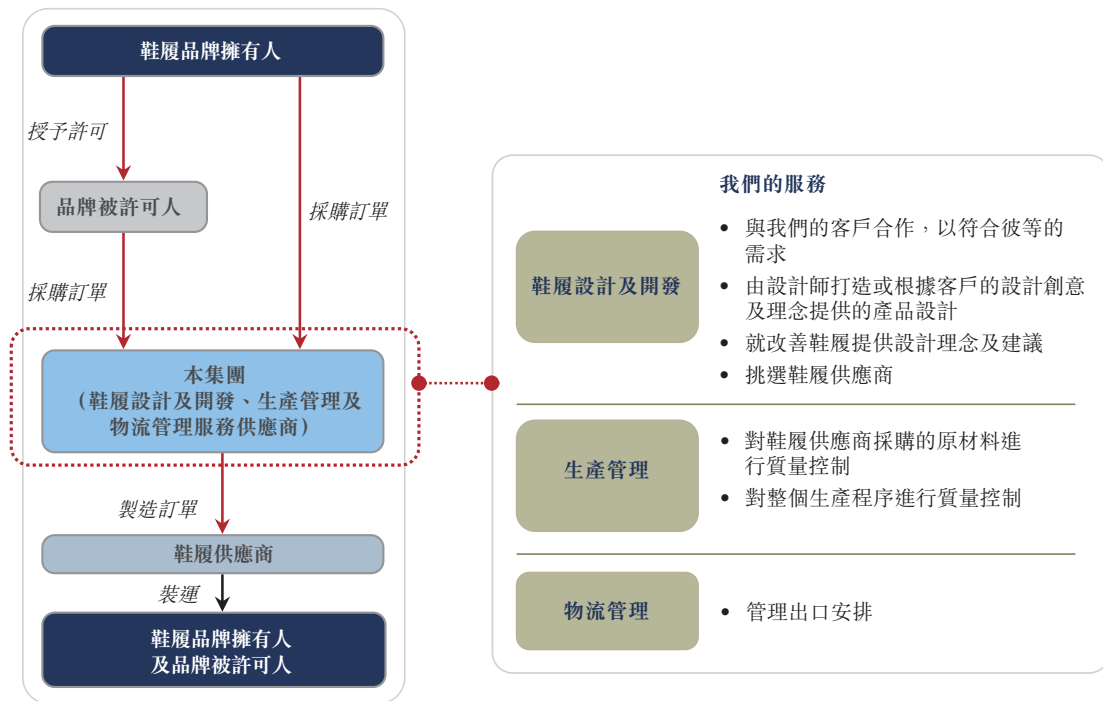 鞋履品牌擁有人
授予許可
品牌被許可人
採購訂單
採購訂單
本集團
（鞋履設計及開發、生產管理及
物流管理服務供應商）
製造訂單
鞋履供應商
裝運
鞋履品牌擁有人
及品牌被許可人
我們的服務
鞋履設計及開發
• 與我們的客戶合作，以符合彼等的
需求
• 由設計師打造或根據客戶的設計創意
及理念提供的產品設計
• 就改善鞋履提供設計理念及建議
• 挑選鞋履供應商
生產管理
• 對鞋履供應商採購的原材料進
行質量控制
• 對整個生產程序進行質量控制
物流管理
• 管理出口安排